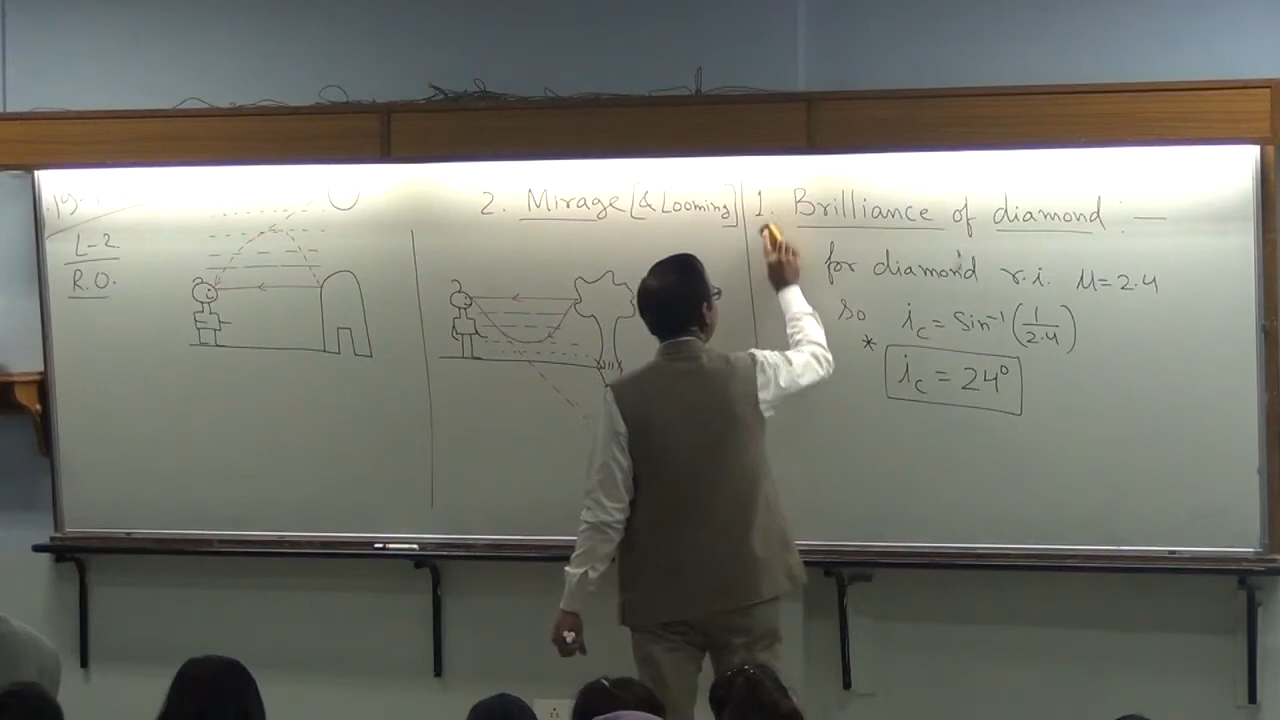 L-2
R.O.
2. Mirage [& Looming]
1. Brilliance of diamond :—
for diamond r.i. μ = 2.4
so i_c = Sin⁻¹(1/2.4)
* i_c = 24°